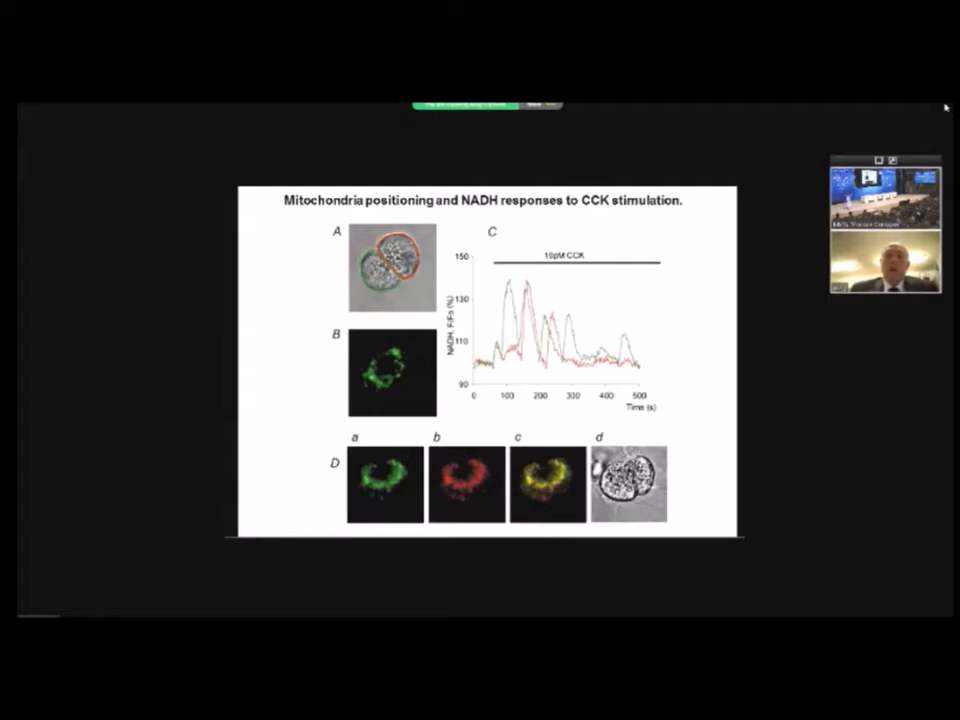 Mitochondria positioning and NADH responses to CCK stimulation.
A
C
150
10pM CCK
130
NADH, F/Fo (%)
B
110
90
0 100 200 300 400 500
Time (s)
a b c d
D